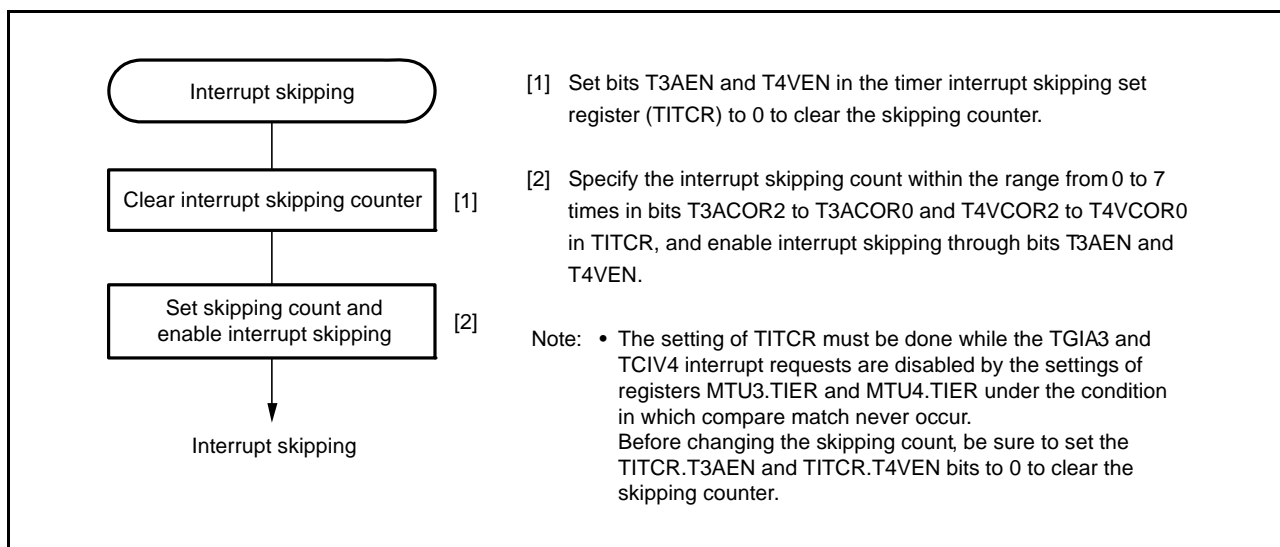 Interrupt skipping
Clear interrupt skipping counter
[1]
Set skipping count and
enable interrupt skipping
[2]
Interrupt skipping
[1] Set bits T3AEN and T4VEN in the timer interrupt skipping set
register (TITCR) to 0 to clear the skipping counter.
[2] Specify the interrupt skipping count within the range from 0 to 7
times in bits T3ACOR2 to T3ACOR0 and T4VCOR2 to T4VCOR0
in TITCR, and enable interrupt skipping through bits T3AEN and
T4VEN.
Note: • The setting of TITCR must be done while the TGIA3 and
TCIV4 interrupt requests are disabled by the settings of
registers MTU3.TIER and MTU4.TIER under the condition
in which compare match never occur.
Before changing the skipping count, be sure to set the
TITCR.T3AEN and TITCR.T4VEN bits to 0 to clear the
skipping counter.